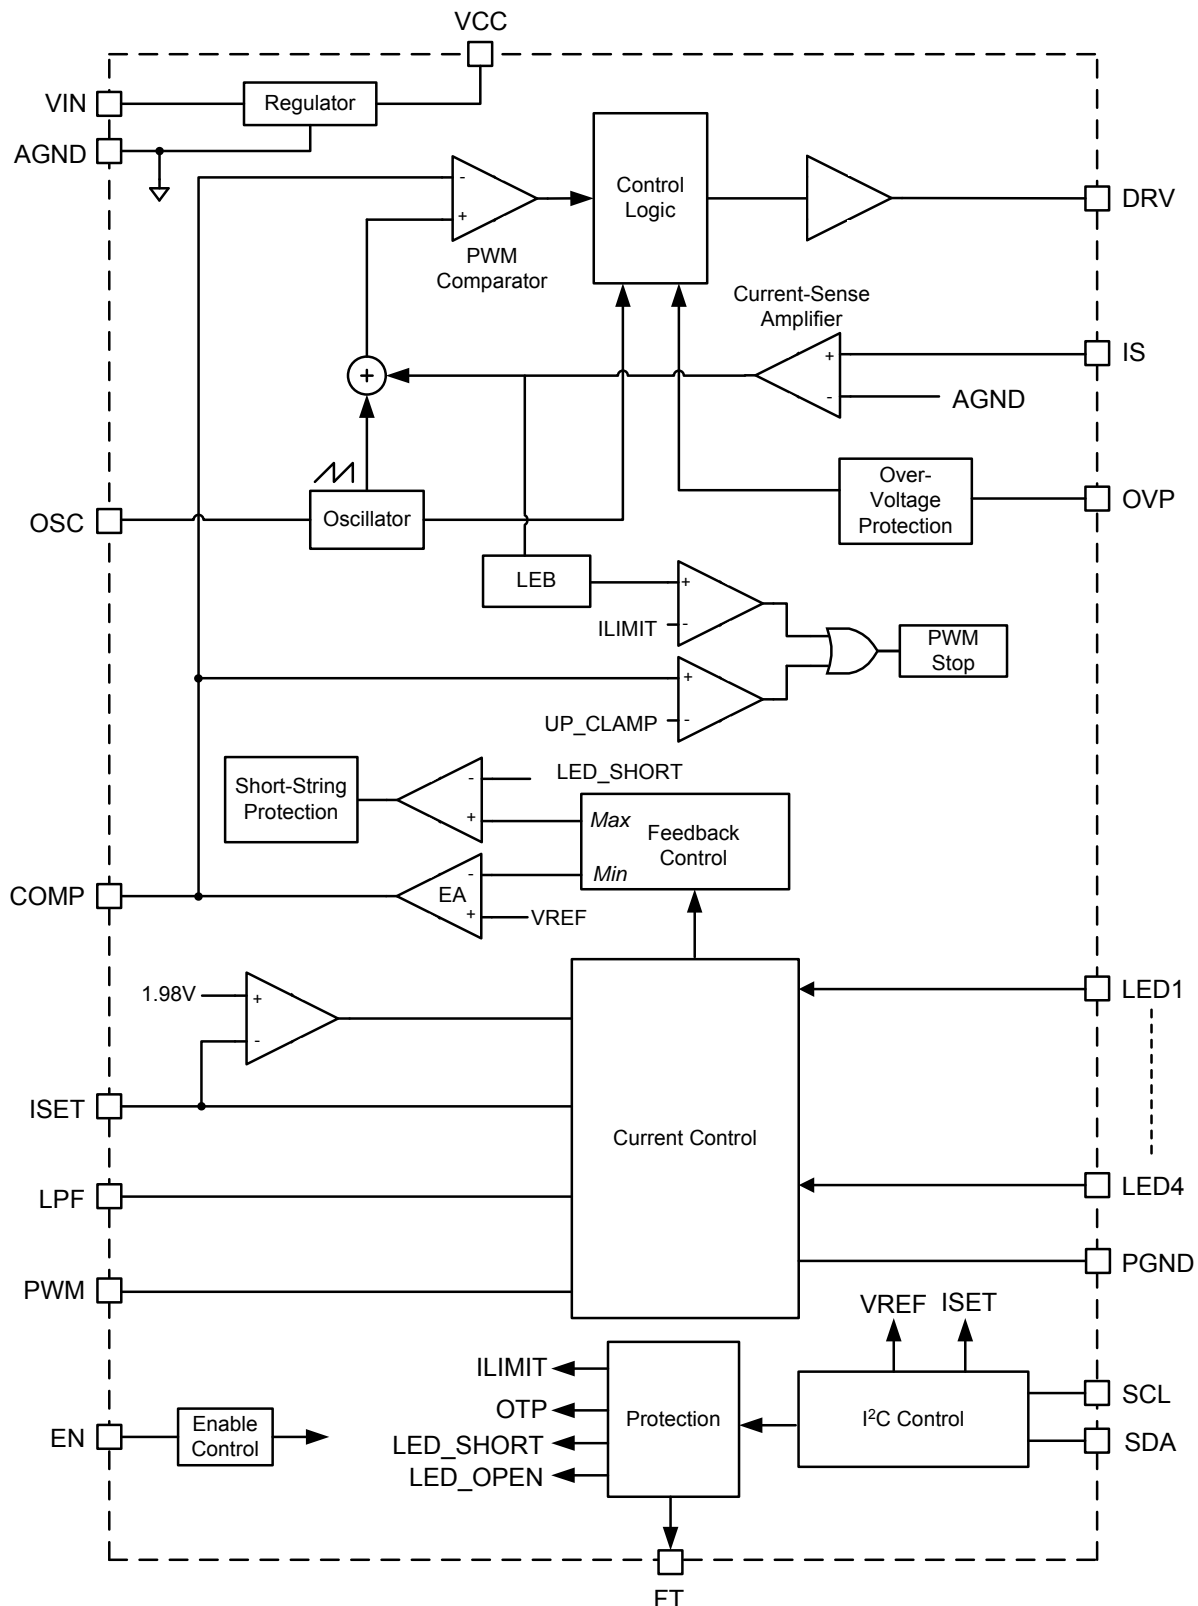 VCC
VIN
Regulator
AGND
-
+
PWM
Comparator
Control
Logic
DRV
Current-Sense
Amplifier
+
-
IS
AGND
+
OSC
Oscillator
Over-
Voltage
Protection
OVP
LEB
+
-
ILIMIT
PWM
Stop
+
-
UP_CLAMP
Short-String
Protection
-
+
LED_SHORT
Max
Min
Feedback
Control
COMP
EA
-
+
VREF
1.98V
+
-
LED1
ISET
Current Control
LPF
LED4
PWM
PGND
VREF
ISET
ILIMIT
OTP
LED_SHORT
LED_OPEN
Protection
I²C Control
SCL
SDA
EN
Enable
Control
FT